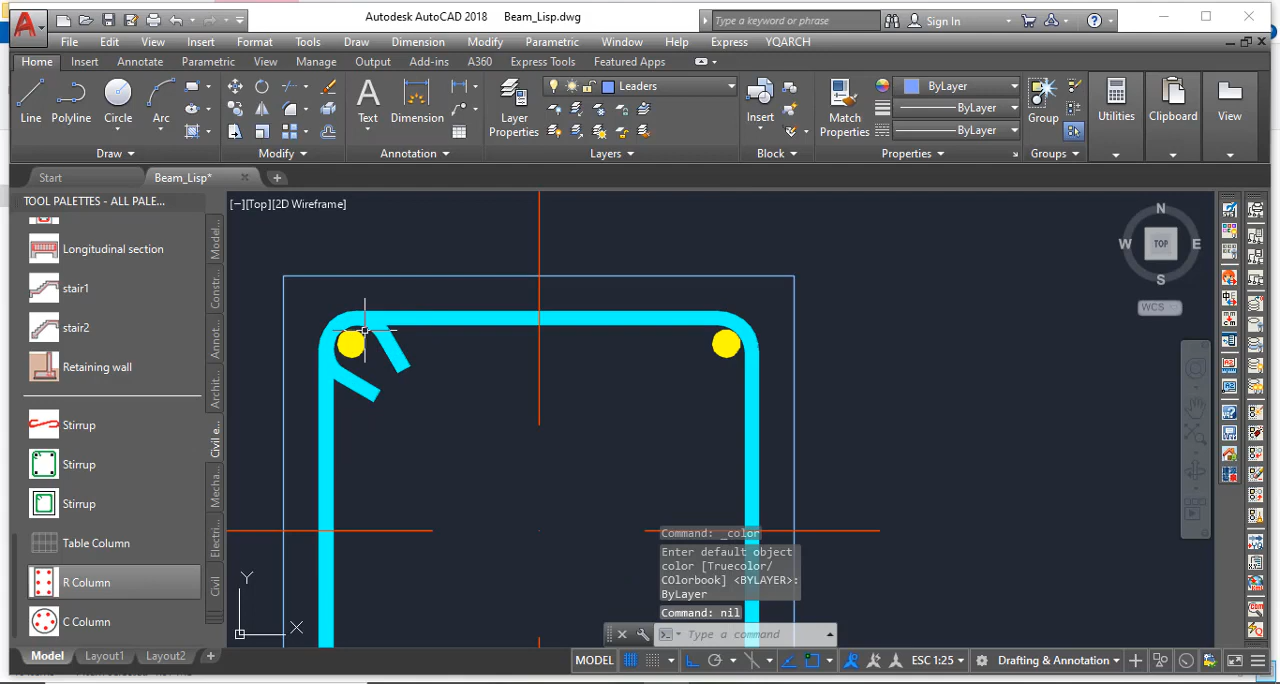 Autodesk AutoCAD 2018 Beam_Lisp.dwg
Type a keyword or phrase
Sign In
File Edit View Insert Format Tools Draw Dimension Modify Parametric Window Help Express YQARCH
Home Insert Annotate Parametric View Manage Output Add-ins A360 Express Tools Featured Apps
Leaders
ByLayer
ByLayer
ByLayer
Line Polyline Circle Arc
Text Dimension
Layer Properties
Insert
Match Properties
Group
Utilities
Clipboard
View
Draw Modify Annotation Layers Block Properties Groups
Start Beam_Lisp*
TOOL PALETTES - ALL PALE...
[−][Top][2D Wireframe]
Longitudinal section
stair1
stair2
Retaining wall
Stirrup
Stirrup
Stirrup
Table Column
R Column
C Column
Model...
Constr...
Annot...
Archit...
Civil e...
Mecha...
Electri...
Civil
N
W TOP E
S
WCS
Y
X
Command: _color
Enter default object
color [Truecolor/
COlorbook] <BYLAYER>:
ByLayer
Command: nil
Type a command
Model Layout1 Layout2
MODEL
ESC 1:25
Drafting & Annotation